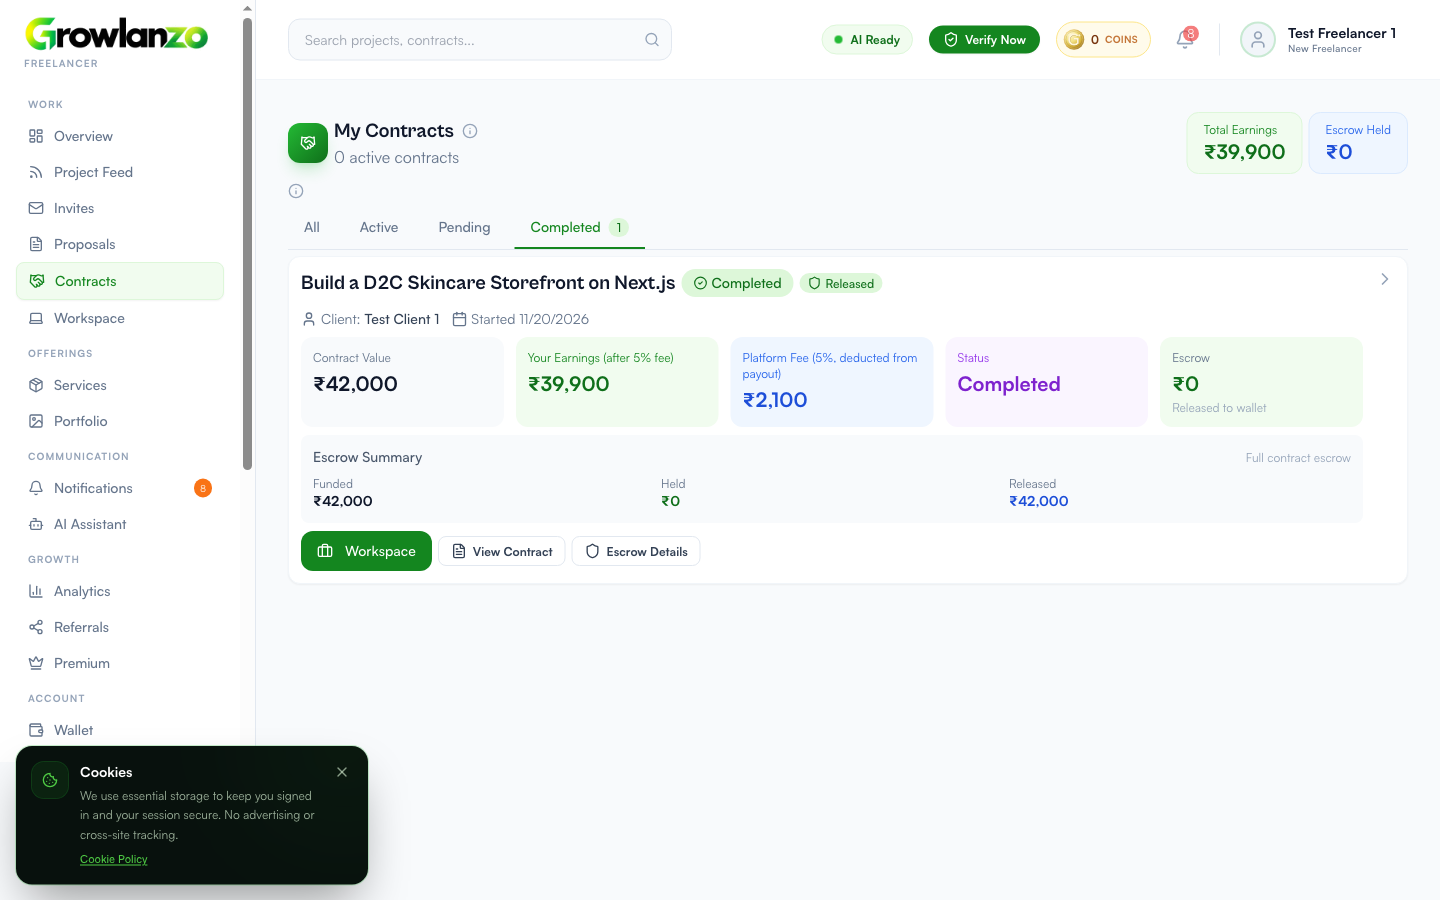 Growlanzo
FREELANCER
WORK
Overview
Project Feed
Invites
Proposals
Contracts
Workspace
OFFERINGS
Services
Portfolio
COMMUNICATION
Notifications 8
AI Assistant
GROWTH
Analytics
Referrals
Premium
ACCOUNT
Wallet
Search projects, contracts...
AI Ready
Verify Now
G 0 COINS
8
Test Freelancer 1
New Freelancer
My Contracts
0 active contracts
Total Earnings
₹39,900
Escrow Held
₹0
All Active Pending Completed 1
Build a D2C Skincare Storefront on Next.js Completed Released
Client: Test Client 1 Started 11/20/2026
Contract Value
₹42,000
Your Earnings (after 5% fee)
₹39,900
Platform Fee (5%, deducted from
payout)
₹2,100
Status
Completed
Escrow
₹0
Released to wallet
Escrow Summary Full contract escrow
Funded Held Released
₹42,000 ₹0 ₹42,000
Workspace View Contract Escrow Details
Cookies
We use essential storage to keep you signed
in and your session secure. No advertising or
cross-site tracking.
Cookie Policy